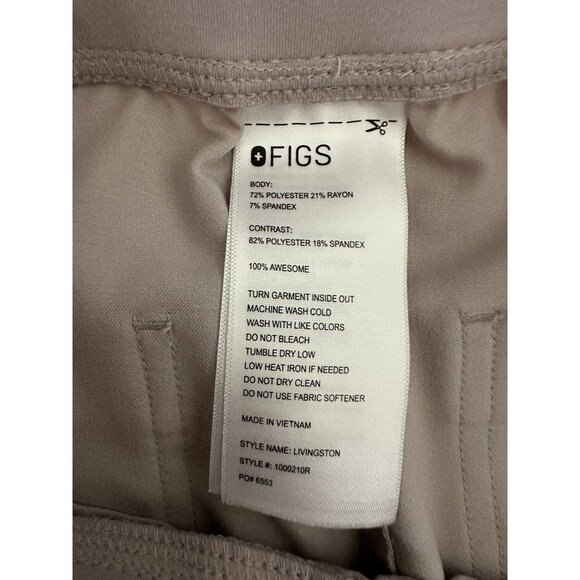 FIGS
BODY:
72% POLYESTER 21% RAYON
7% SPANDEX
CONTRAST:
82% POLYESTER 18% SPANDEX
100% AWESOME
TURN GARMENT INSIDE OUT
MACHINE WASH COLD
WASH WITH LIKE COLORS
DO NOT BLEACH
TUMBLE DRY LOW
LOW HEAT IRON IF NEEDED
DO NOT DRY CLEAN
DO NOT USE FABRIC SOFTENER
MADE IN VIETNAM
STYLE NAME: LIVINGSTON
STYLE #: 1000210R
PO# 6553